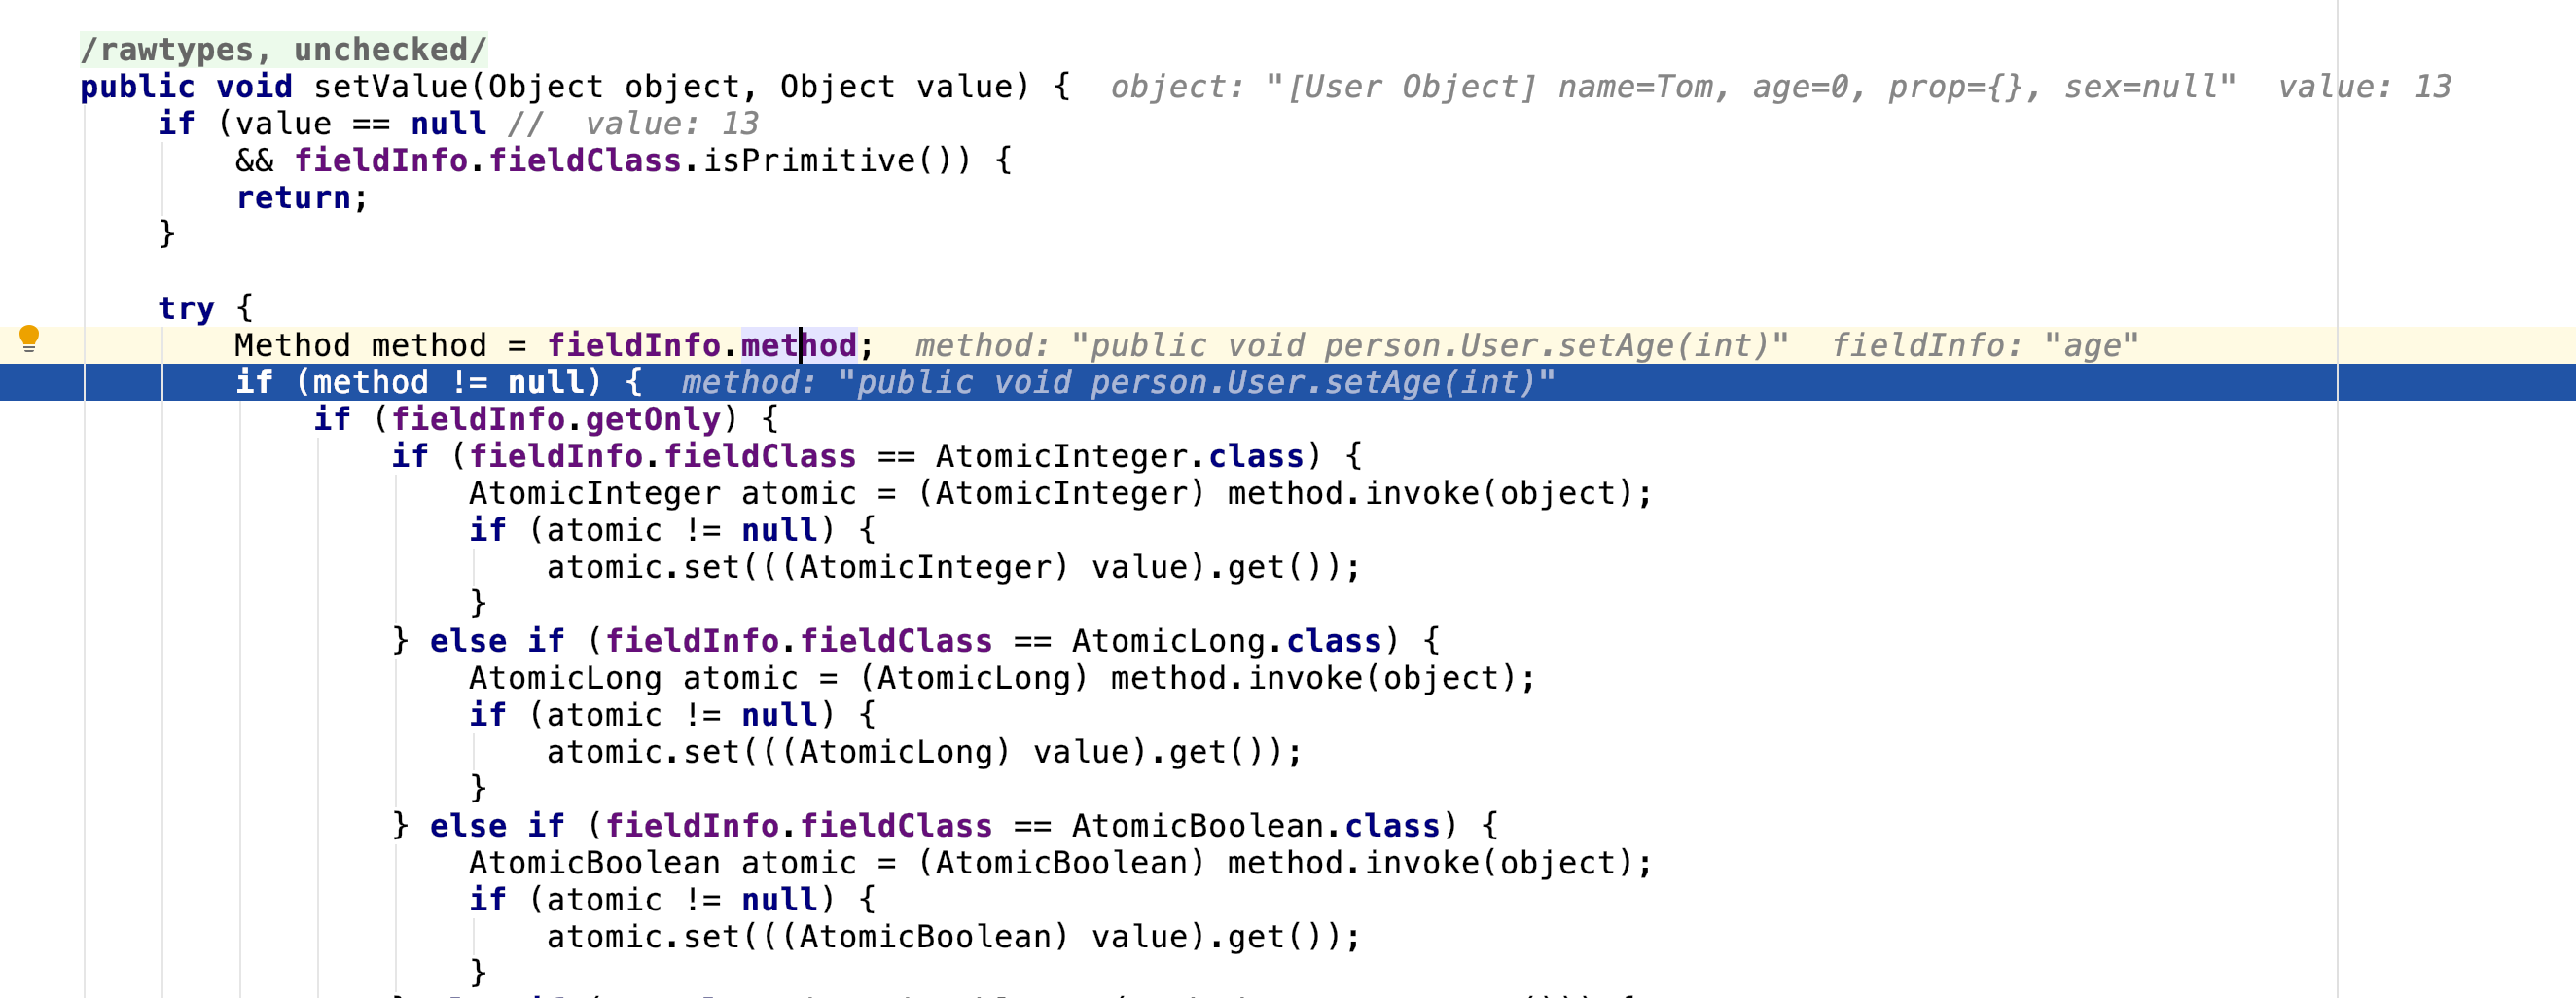 /rawtypes, unchecked/
public void setValue(Object object, Object value) {  object: "[User Object] name=Tom, age=0, prop={}, sex=null"  value: 13
if (value == null //  value: 13
&& fieldInfo.fieldClass.isPrimitive()) {
return;
}
try {
Method method = fieldInfo.method;  method: "public void person.User.setAge(int)"  fieldInfo: "age"
if (method != null) {  method: "public void person.User.setAge(int)"
if (fieldInfo.getOnly) {
if (fieldInfo.fieldClass == AtomicInteger.class) {
AtomicInteger atomic = (AtomicInteger) method.invoke(object);
if (atomic != null) {
atomic.set(((AtomicInteger) value).get());
}
} else if (fieldInfo.fieldClass == AtomicLong.class) {
AtomicLong atomic = (AtomicLong) method.invoke(object);
if (atomic != null) {
atomic.set(((AtomicLong) value).get());
}
} else if (fieldInfo.fieldClass == AtomicBoolean.class) {
AtomicBoolean atomic = (AtomicBoolean) method.invoke(object);
if (atomic != null) {
atomic.set(((AtomicBoolean) value).get());
}